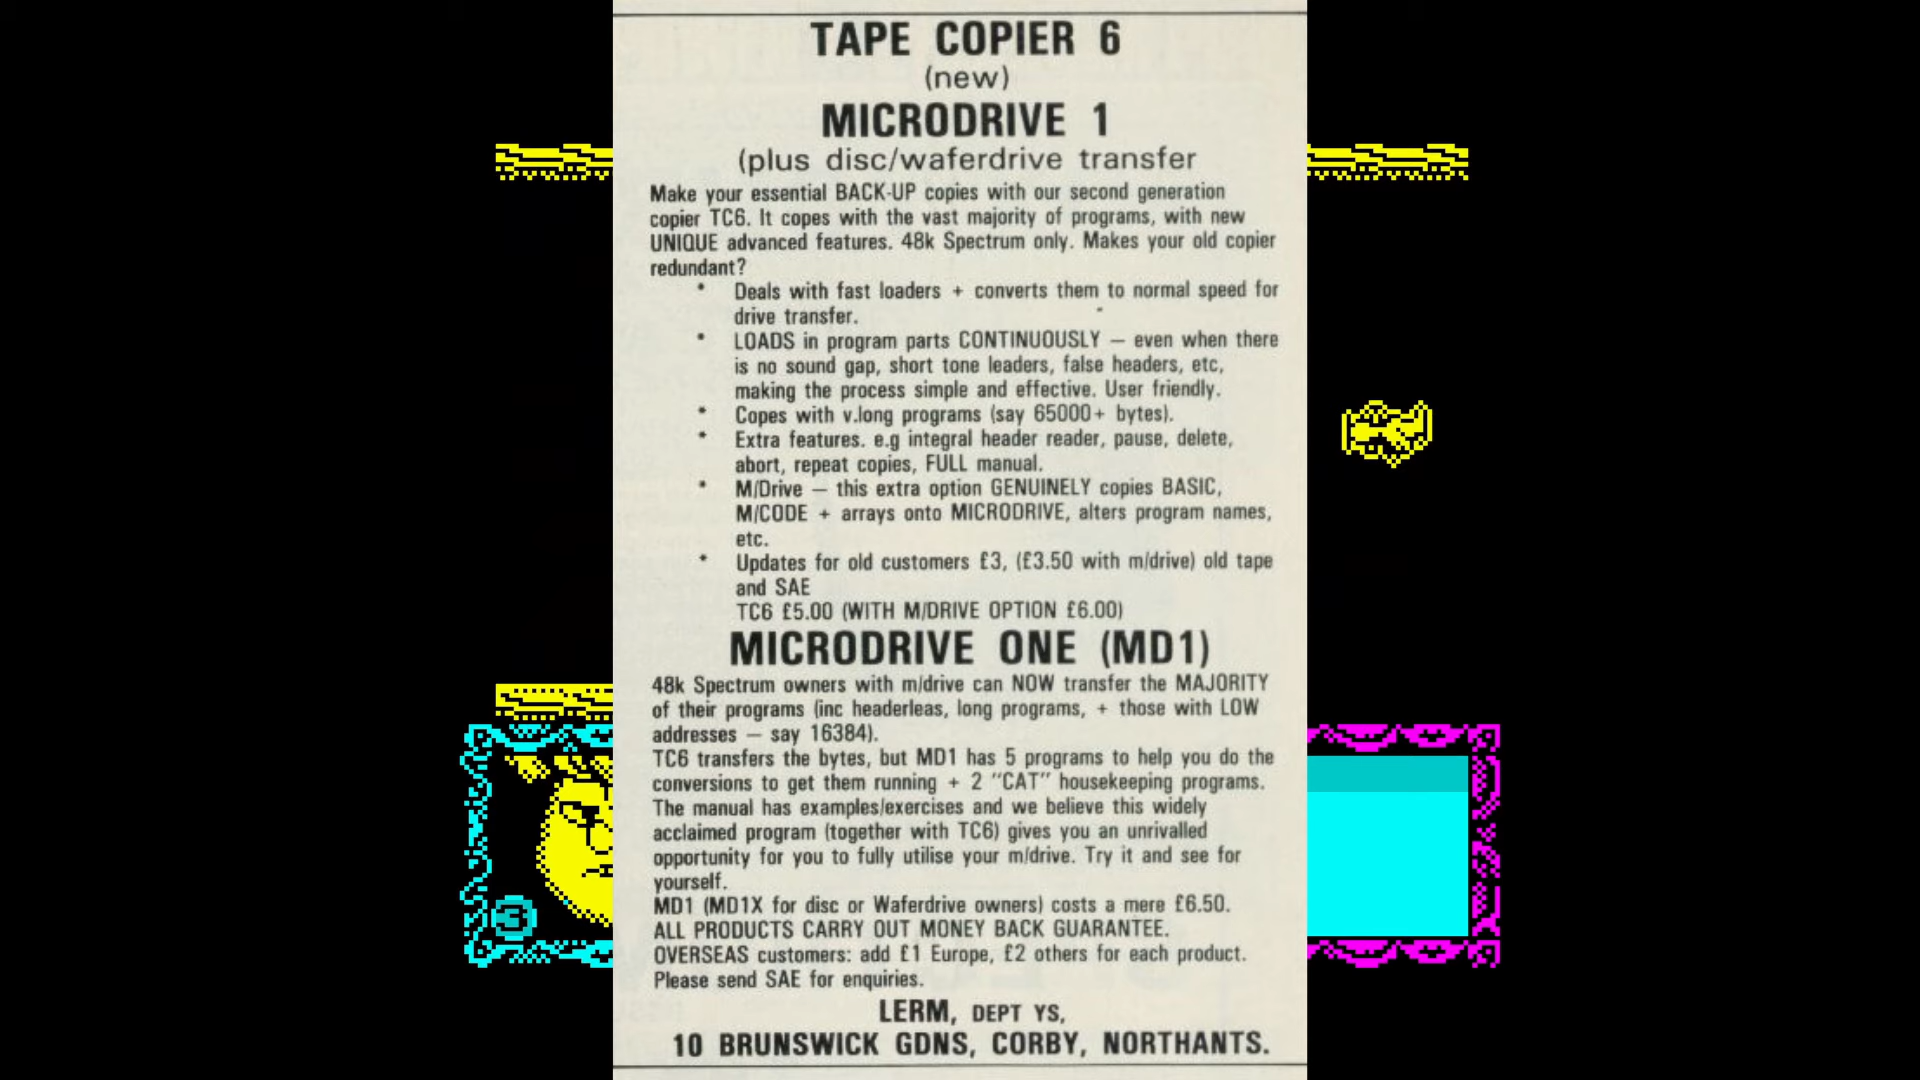 TAPE COPIER 6
(new)
MICRODRIVE 1
(plus disc/waferdrive transfer
Make your essential BACK-UP copies with our second generation
copier TC6. It copes with the vast majority of programs, with new
UNIQUE advanced features. 48k Spectrum only. Makes your old copier
redundant?
* Deals with fast loaders + converts them to normal speed for
drive transfer.
* LOADS in program parts CONTINUOUSLY — even when there
is no sound gap, short tone leaders, false headers, etc,
making the process simple and effective. User friendly.
* Copes with v.long programs (say 65000+ bytes).
* Extra features. e.g integral header reader, pause, delete,
abort, repeat copies, FULL manual.
* M/Drive — this extra option GENUINELY copies BASIC,
M/CODE + arrays onto MICRODRIVE, alters program names,
etc.
* Updates for old customers £3, (£3.50 with m/drive) old tape
and SAE
TC6 £5.00 (WITH M/DRIVE OPTION £6.00)
MICRODRIVE ONE (MD1)
48k Spectrum owners with m/drive can NOW transfer the MAJORITY
of their programs (inc headerleas, long programs, + those with LOW
addresses — say 16384).
TC6 transfers the bytes, but MD1 has 5 programs to help you do the
conversions to get them running + 2 "CAT" housekeeping programs.
The manual has examples/exercises and we believe this widely
acclaimed program (together with TC6) gives you an unrivalled
opportunity for you to fully utilise your m/drive. Try it and see for
yourself.
MD1 (MD1X for disc or Waferdrive owners) costs a mere £6.50.
ALL PRODUCTS CARRY OUT MONEY BACK GUARANTEE.
OVERSEAS customers: add £1 Europe, £2 others for each product.
Please send SAE for enquiries.
LERM, DEPT YS,
10 BRUNSWICK GDNS, CORBY, NORTHANTS.
3